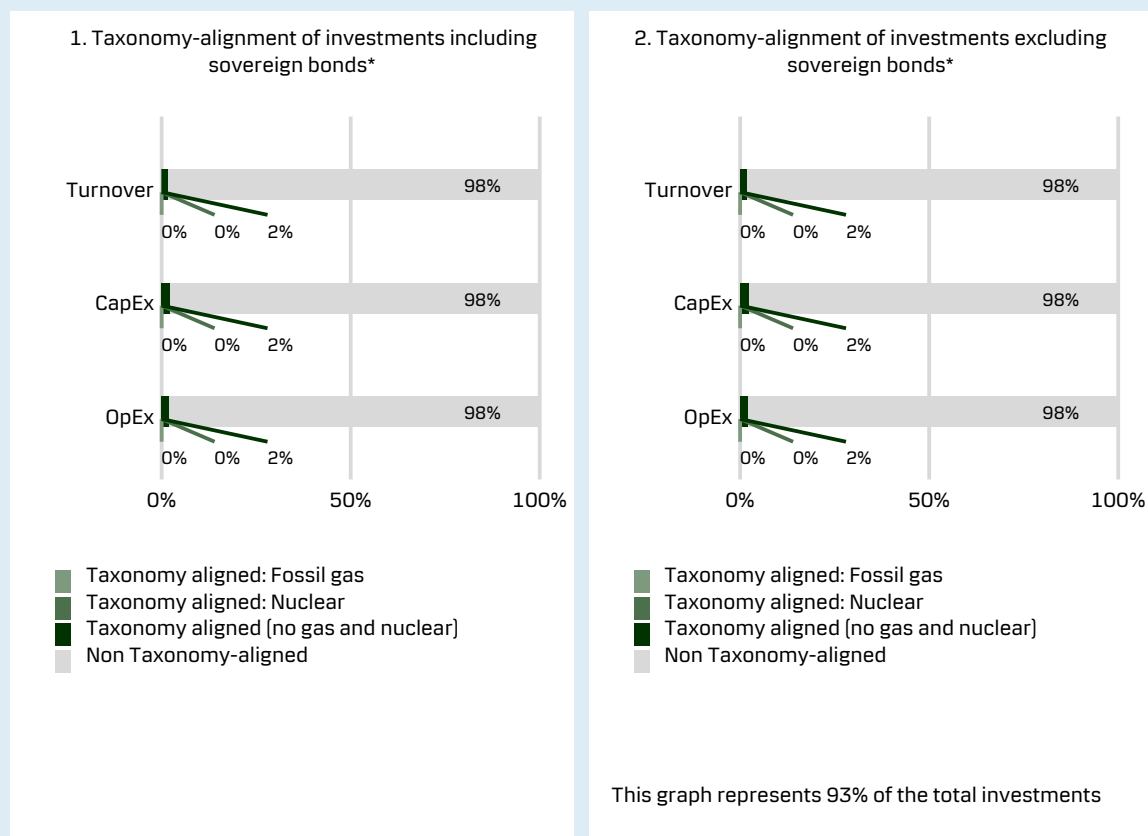 1. Taxonomy-alignment of investments including
sovereign bonds*
Turnover
98%
0% 0% 2%
CapEx
98%
0% 0% 2%
OpEx
98%
0% 0% 2%
0% 50% 100%
Taxonomy aligned: Fossil gas
Taxonomy aligned: Nuclear
Taxonomy aligned (no gas and nuclear)
Non Taxonomy-aligned
2. Taxonomy-alignment of investments excluding
sovereign bonds*
Turnover
98%
0% 0% 2%
CapEx
98%
0% 0% 2%
OpEx
98%
0% 0% 2%
0% 50% 100%
Taxonomy aligned: Fossil gas
Taxonomy aligned: Nuclear
Taxonomy aligned (no gas and nuclear)
Non Taxonomy-aligned
This graph represents 93% of the total investments